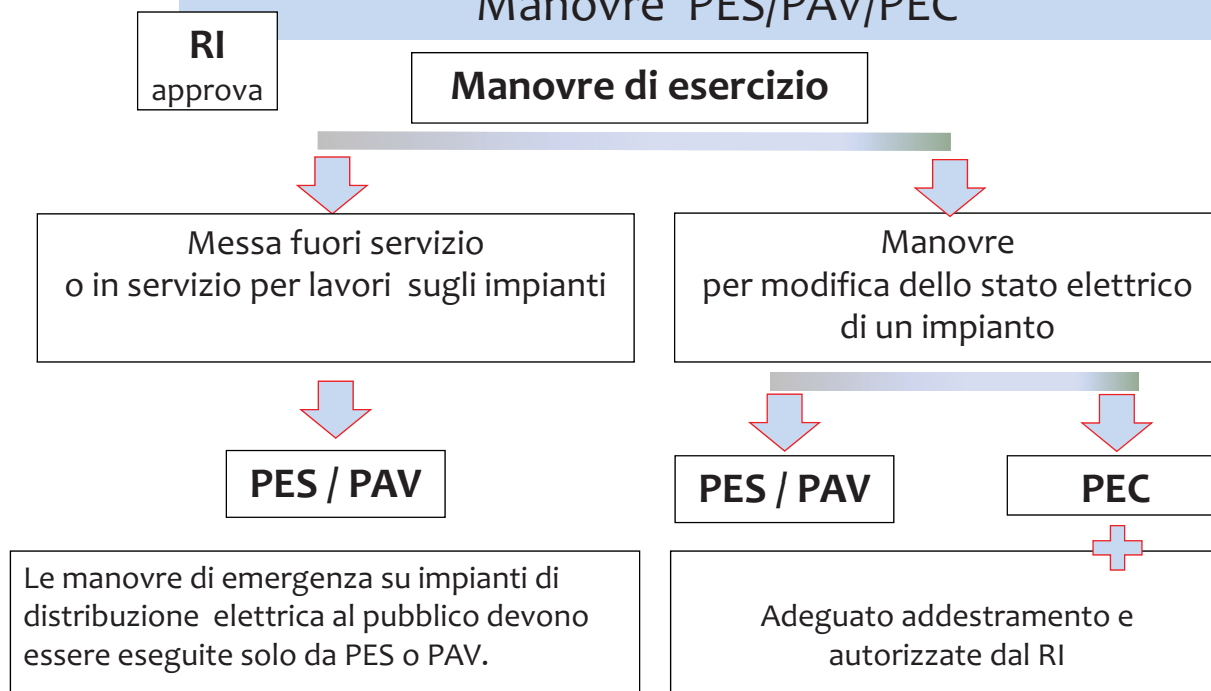 Manovre PES/PAV/PEC
RI
approva
Manovre di esercizio
Messa fuori servizio
o in servizio per lavori sugli impianti
Manovre
per modifica dello stato elettrico
di un impianto
PES / PAV
PES / PAV
PEC
Le manovre di emergenza su impianti di
distribuzione elettrica al pubblico devono
essere eseguite solo da PES o PAV.
Adeguato addestramento e
autorizzate dal RI